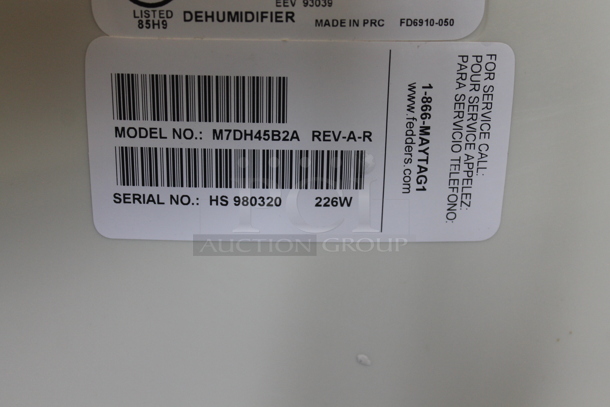 EEV 93039
LISTED DEHUMIDIFIER MADE IN PRC FD6910-050
85H9
MODEL NO.: M7DH45B2A REV-A-R
SERIAL NO.: HS 980320 226W
FOR SERVICE CALL:
POUR SERVICE APPELEZ:
PARA SERVICIO TELEFONO:
1-866-MAYTAG1
www.fedders.com
rci
AUCTION GROUP